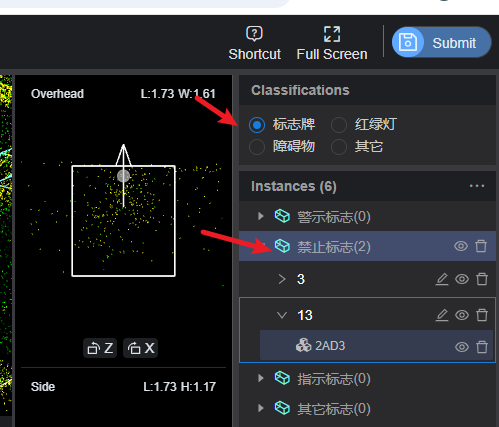 Shortcut
Full Screen
Submit
Overhead
L:1.73 W:1.61
Z
X
Side
L:1.73 H:1.17
Classifications
标志牌
红绿灯
障碍物
其它
Instances (6)
警示标志(0)
禁止标志(2)
3
13
2AD3
指示标志(0)
其它标志(0)